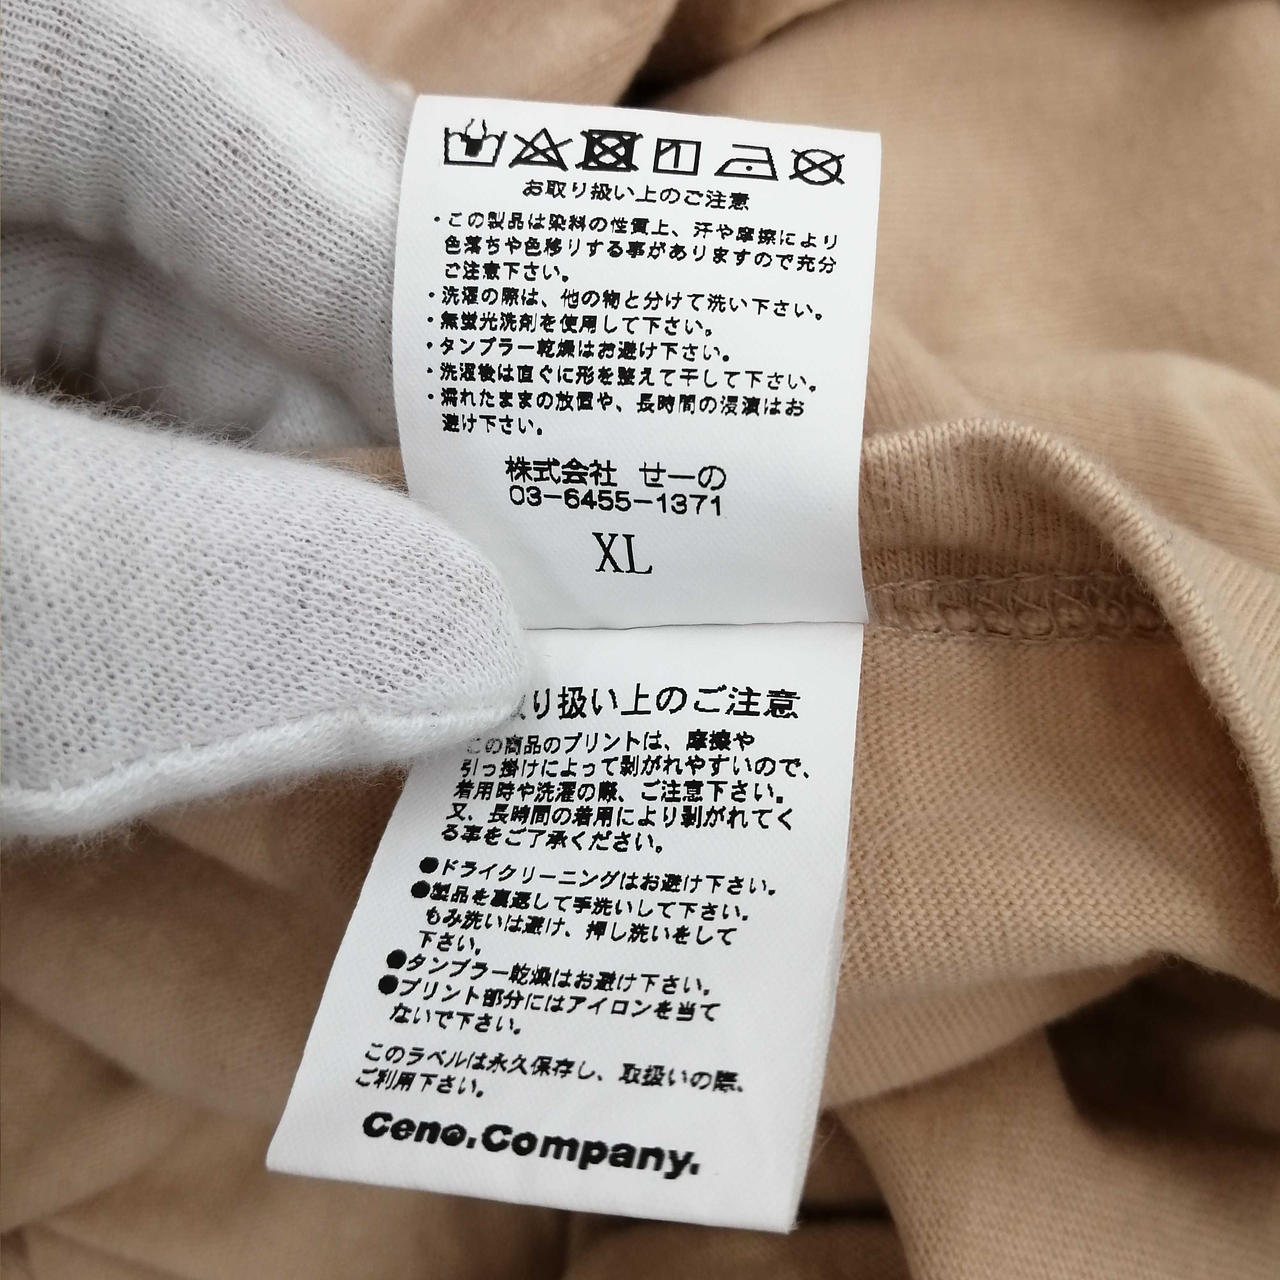 お取り扱い上のご注意
・この製品は染料の性質上、汗や摩擦により
色落ちや色移りする事がありますので充分
ご注意下さい。
・洗濯の際は、他の物と分けて洗い下さい。
・無蛍光洗剤を使用して下さい。
・タンブラー乾燥はお避け下さい。
・洗濯後は直ぐに形を整えて干して下さい。
・濡れたままの放置や、長時間の浸漬はお
避け下さい。
株式会社 せーの
03-6455-1371
XL
り扱い上のご注意
この商品のプリントは、摩擦や
引っ掛けによって剥がれやすいので、
着用時や洗濯の際、ご注意下さい。
又、長時間の着用により剥がれてく
る事をご了承ください。
●ドライクリーニングはお避け下さい。
●製品を裏返して手洗いして下さい。
もみ洗いは避け、押し洗いをして
下さい。
●タンブラー乾燥はお避け下さい。
●プリント部分にはアイロンを当て
ないで下さい。
このラベルは永久保存し、取扱いの際、
ご利用下さい。
Ceno.Company.